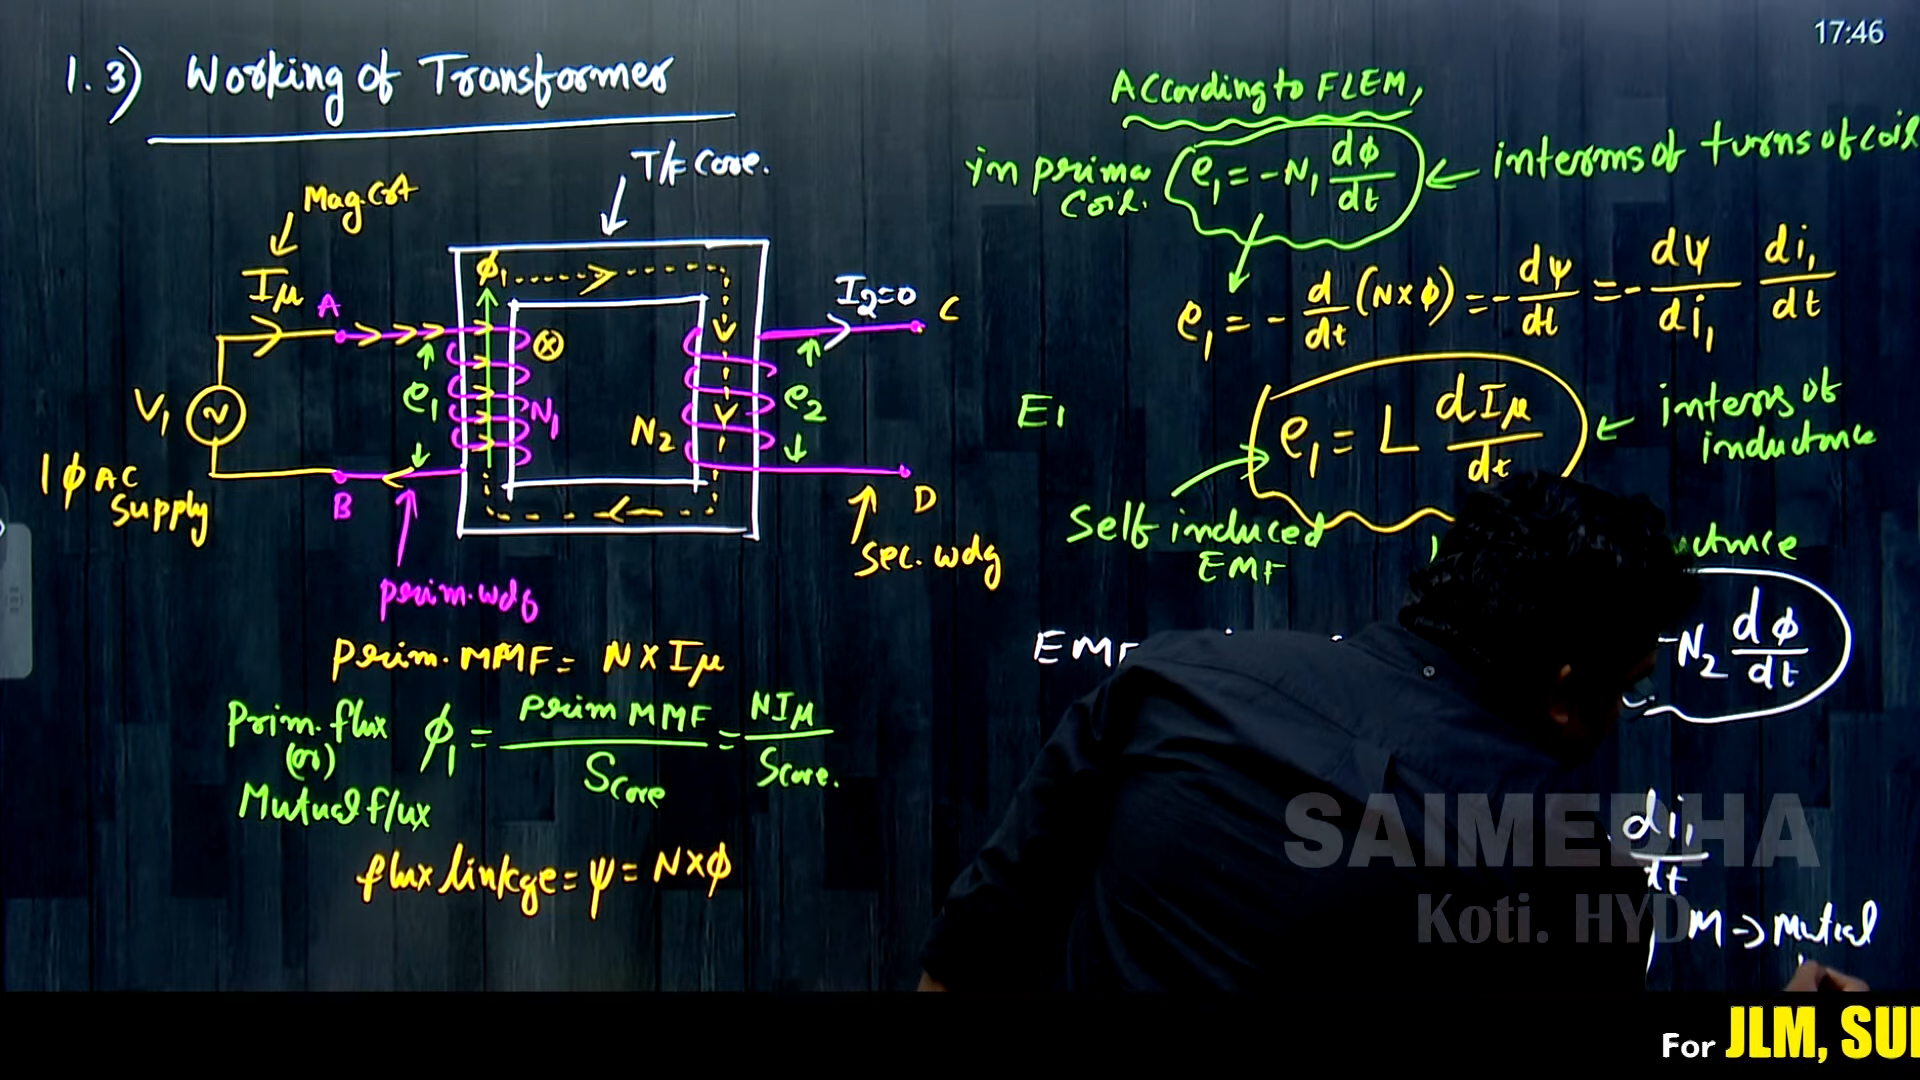 17:46
1.3) Working of Transformer
T/f Core.
Mag.Crt
Iμ
A
ϕ1
I2=0
C
V1
e1
N1
N2
e2
1ϕ AC
Supply
B
D
prim.wdg
Sec. wdg
prim. MMF = N X Iμ
Prim. flux
(or)
Mutual flux
ϕ1 = prim MMF / Score = NIμ / Score.
flux linkge = ψ = N×ϕ
According to FLEM,
in prima
Coil.
e1 = -N1 dϕ/dt
← interms of turns of coil
e1 = - d/dt (N×ϕ) = - dψ/dt = - dψ/di1 di1/dt
E1
e1 = L dIμ/dt
← interms of
inductance
Self induced
EMF
uctance
EMF
-N2 dϕ/dt
di1/dt
M → Mutual
SAIMEDHA
Koti. HYD
For JLM, SU